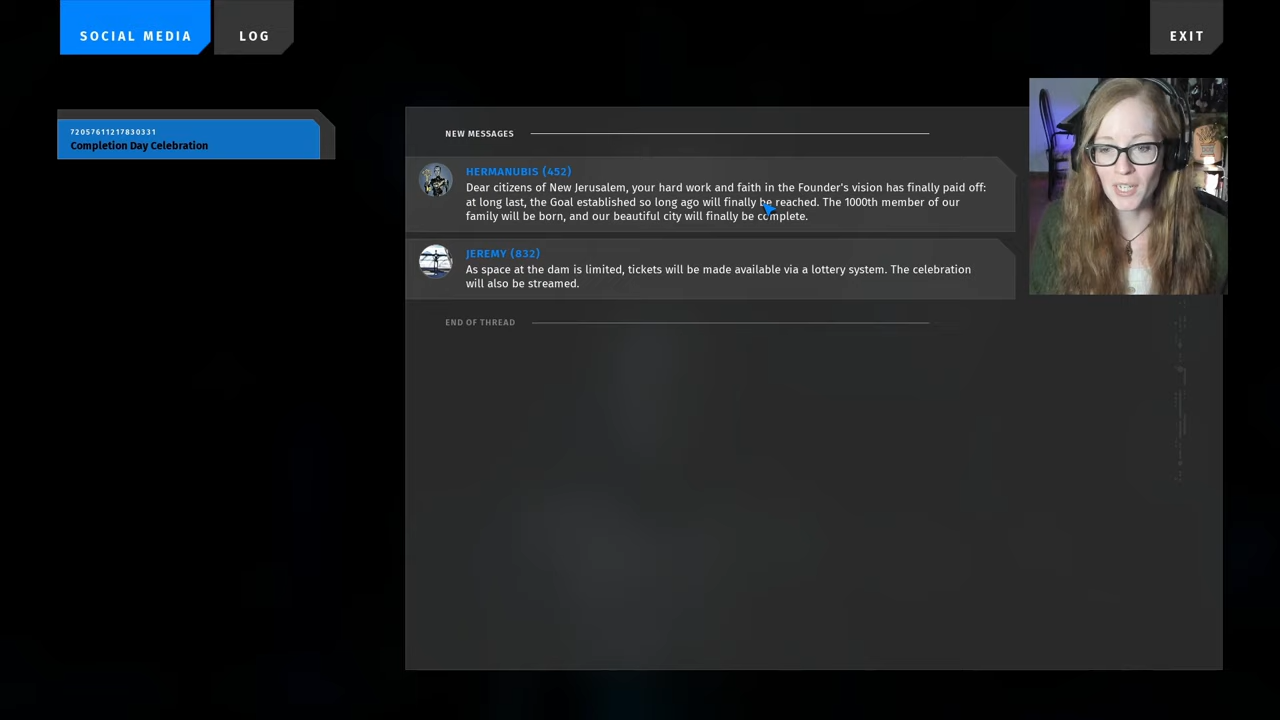 SOCIAL MEDIA
LOG
EXIT
72057611217830331
Completion Day Celebration
NEW MESSAGES
HERMANUBIS (452)
Dear citizens of New Jerusalem, your hard work and faith in the Founder's vision has finally paid off:
at long last, the Goal established so long ago will finally be reached. The 1000th member of our
family will be born, and our beautiful city will finally be complete.
JEREMY (832)
As space at the dam is limited, tickets will be made available via a lottery system. The celebration
will also be streamed.
END OF THREAD